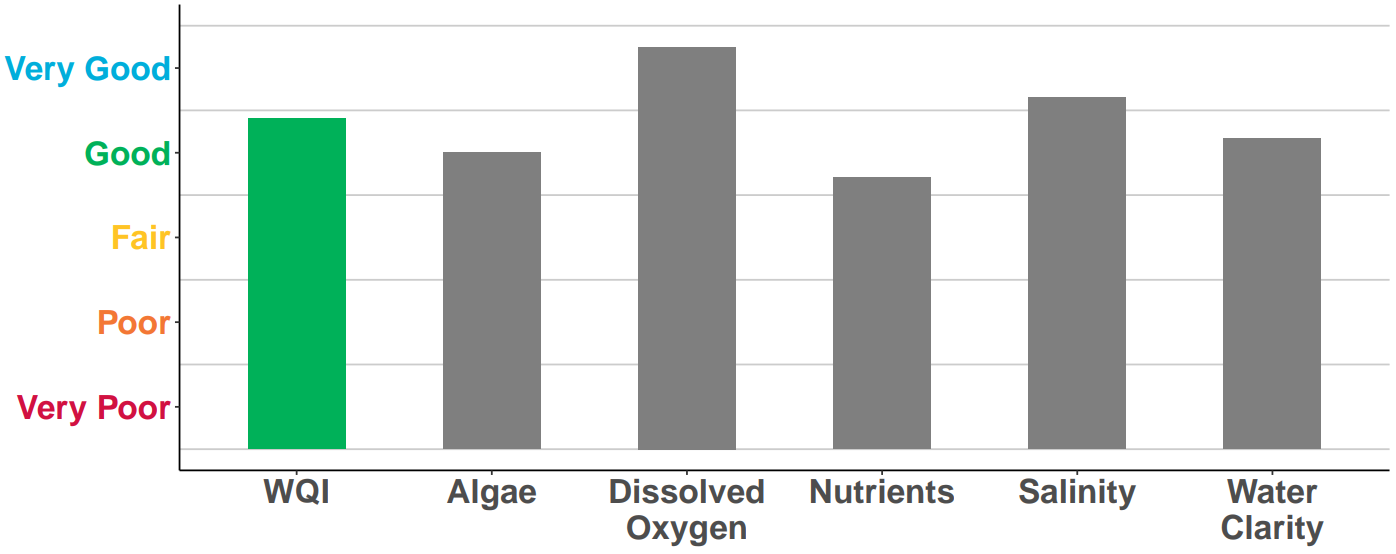 Very Good
Good
Fair
Poor
Very Poor
WQI Algae Dissolved Nutrients Salinity Water
Oxygen Clarity